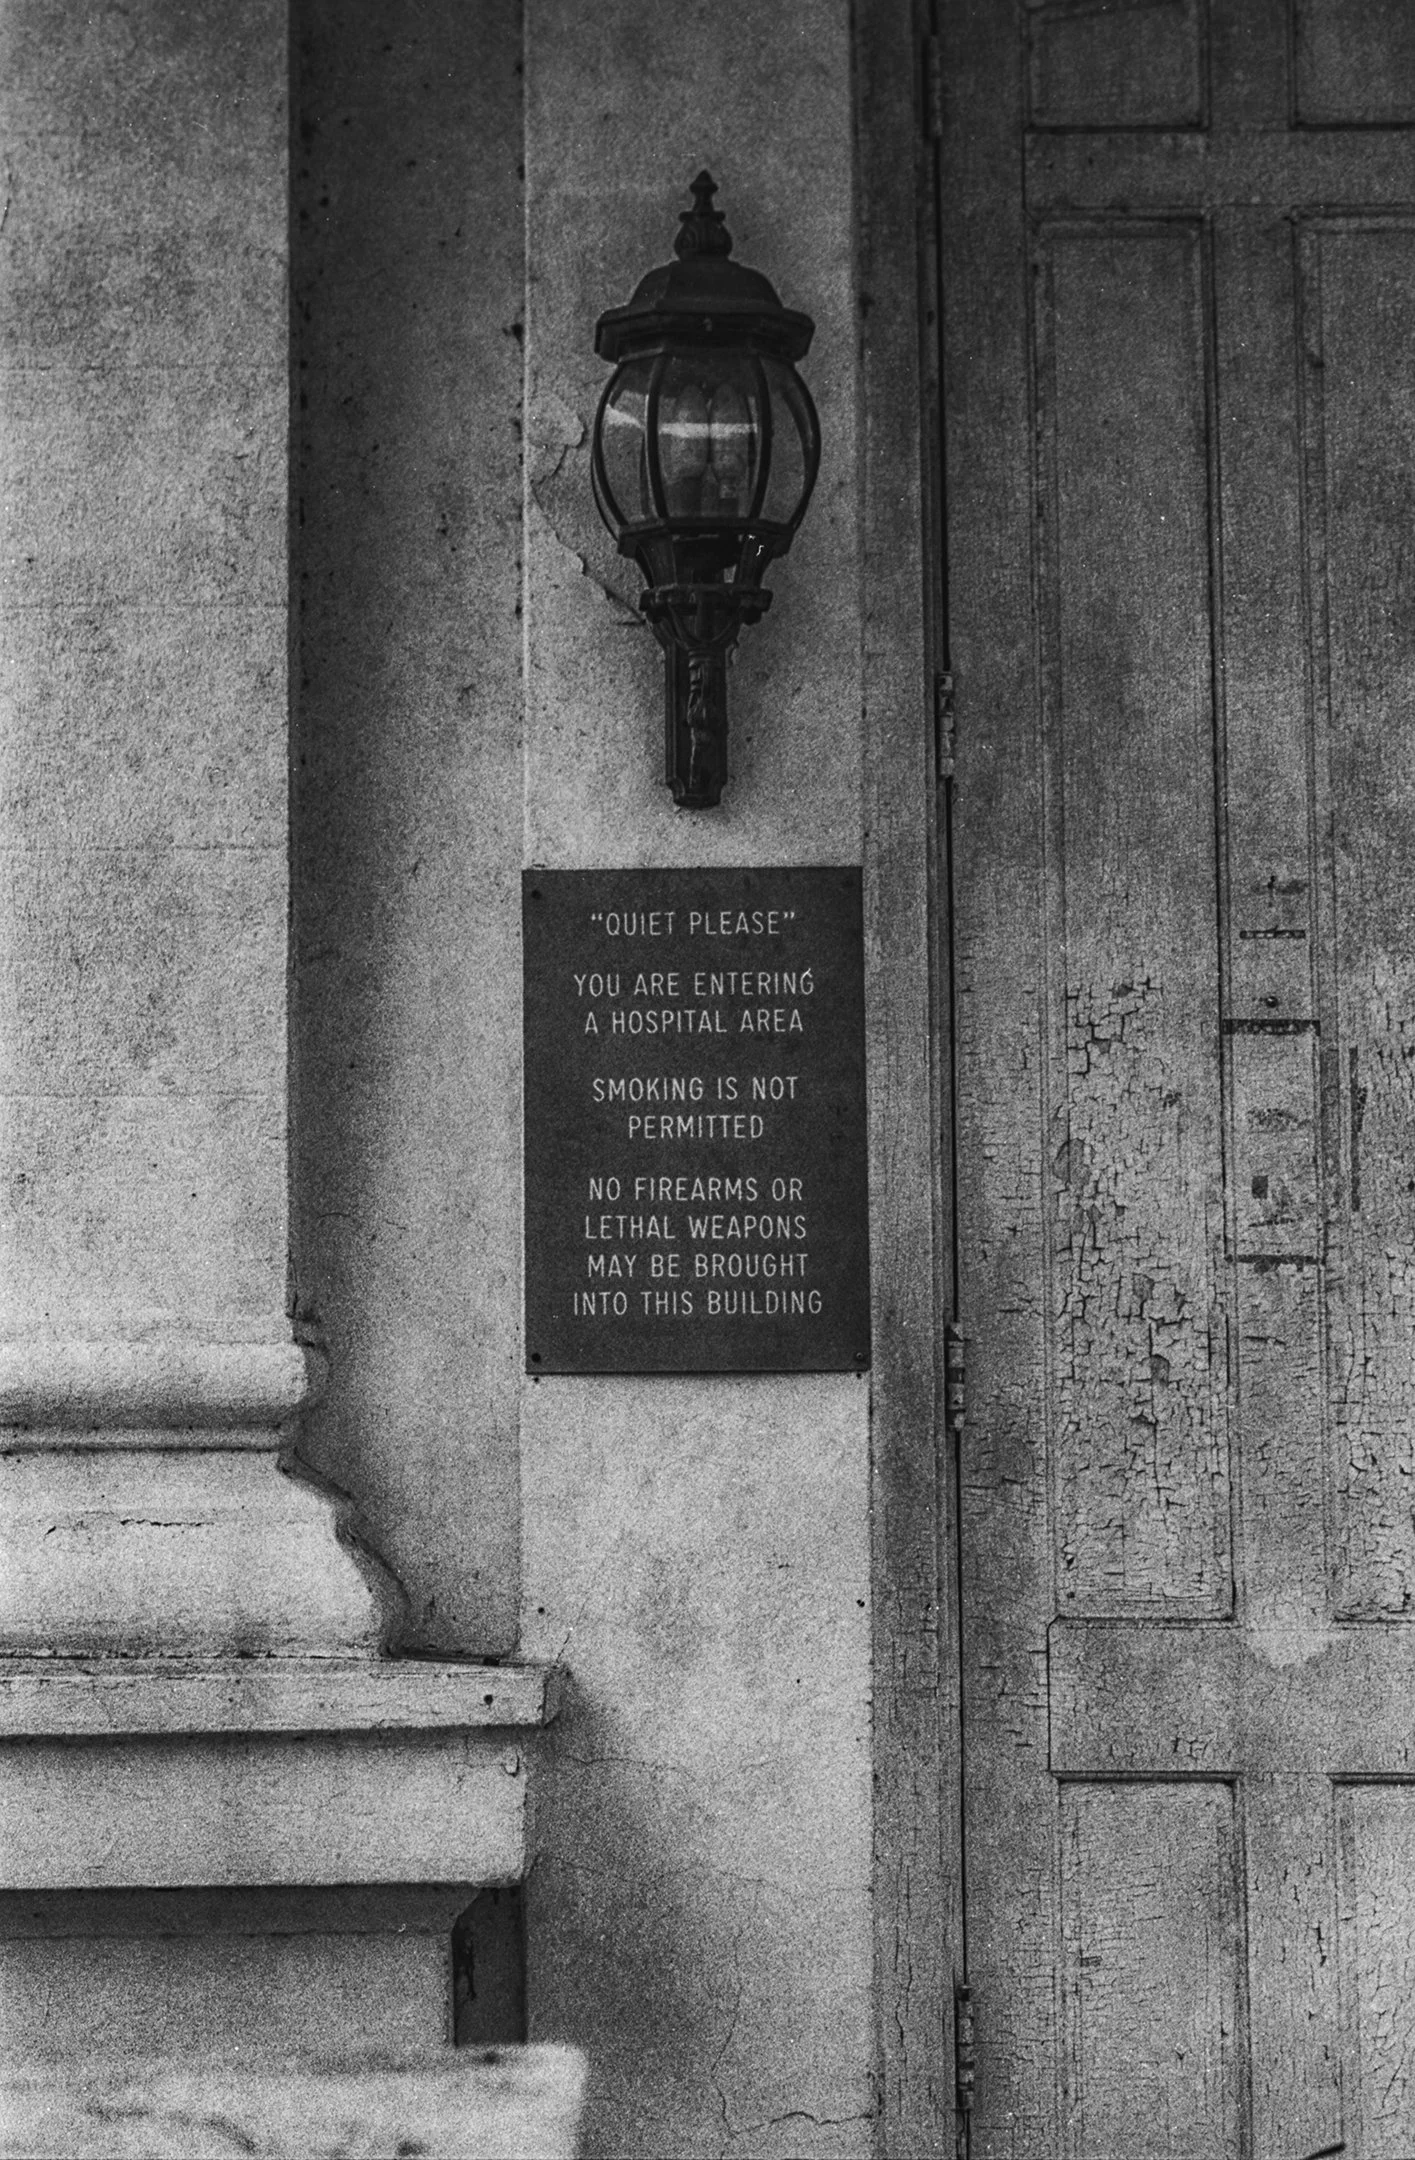 “QUIET PLEASE”
YOU ARE ENTERING
A HOSPITAL AREA
SMOKING IS NOT
PERMITTED
NO FIREARMS OR
LETHAL WEAPONS
MAY BE BROUGHT
INTO THIS BUILDING